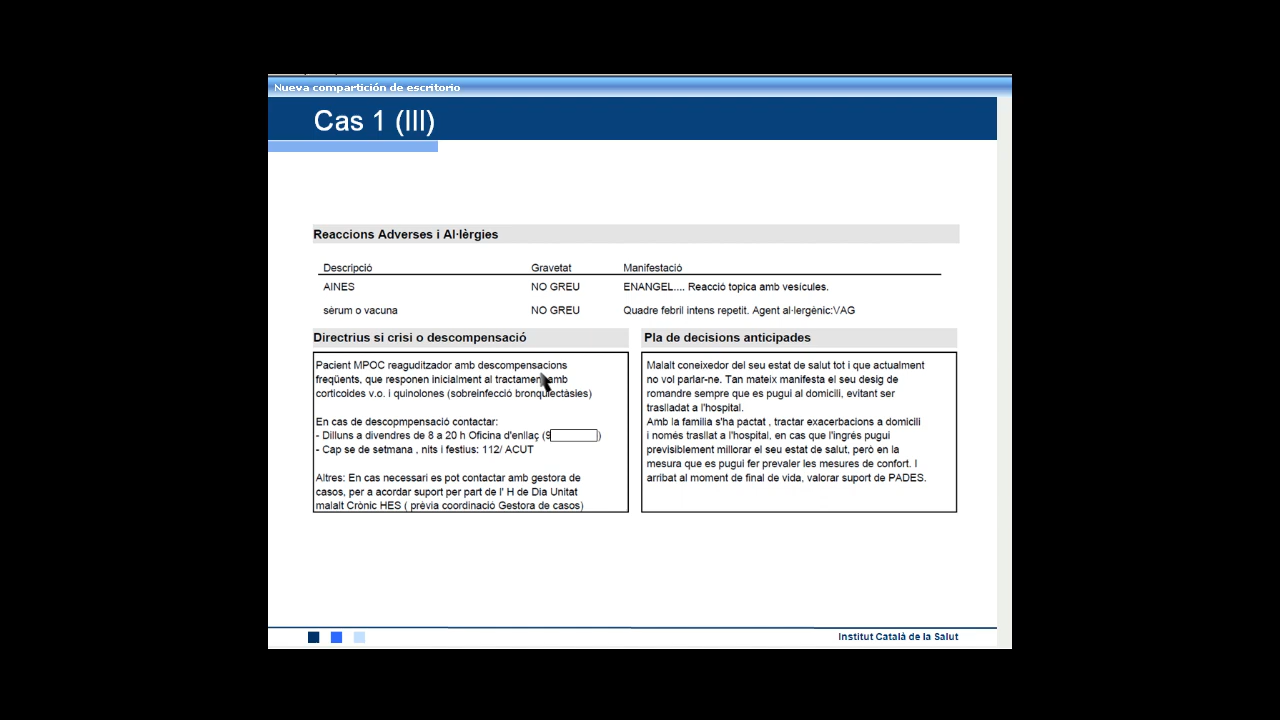 Nueva compartición de escritorio
Cas 1 (III)
Reaccions Adverses i Al·lèrgies
Descripció Gravetat Manifestació
AINES NO GREU ENANGEL.... Reacció topica amb vesícules.
sèrum o vacuna NO GREU Quadre febril intens repetit. Agent al·lergènic:VAG
Directrius si crisi o descompensació
Pacient MPOC reaguditzador amb descompensacions
freqüents, que responen inicialment al tractament amb
corticoides v.o. i quinolones (sobreinfecció bronquiectàsies)
En cas de descopmpensació contactar:
- Dilluns a divendres de 8 a 20 h Oficina d'enllaç (9 )
- Cap se de setmana , nits i festius: 112/ ACUT
Altres: En cas necessari es pot contactar amb gestora de
casos, per a acordar suport per part de l' H de Dia Unitat
malalt Crònic HES ( prèvia coordinació Gestora de casos)
Pla de decisions anticipades
Malalt coneixedor del seu estat de salut tot i que actualment
no vol parlar-ne. Tan mateix manifesta el seu desig de
romandre sempre que es pugui al domicili, evitant ser
traslladat a l'hospital.
Amb la familia s'ha pactat , tractar exacerbacions a domicili
i només trasllat a l'hospital, en cas que l'ingrés pugui
previsiblement millorar el seu estat de salut, però en la
mesura que es pugui fer prevaler les mesures de confort. I
arribat al moment de final de vida, valorar suport de PADES.
Institut Català de la Salut